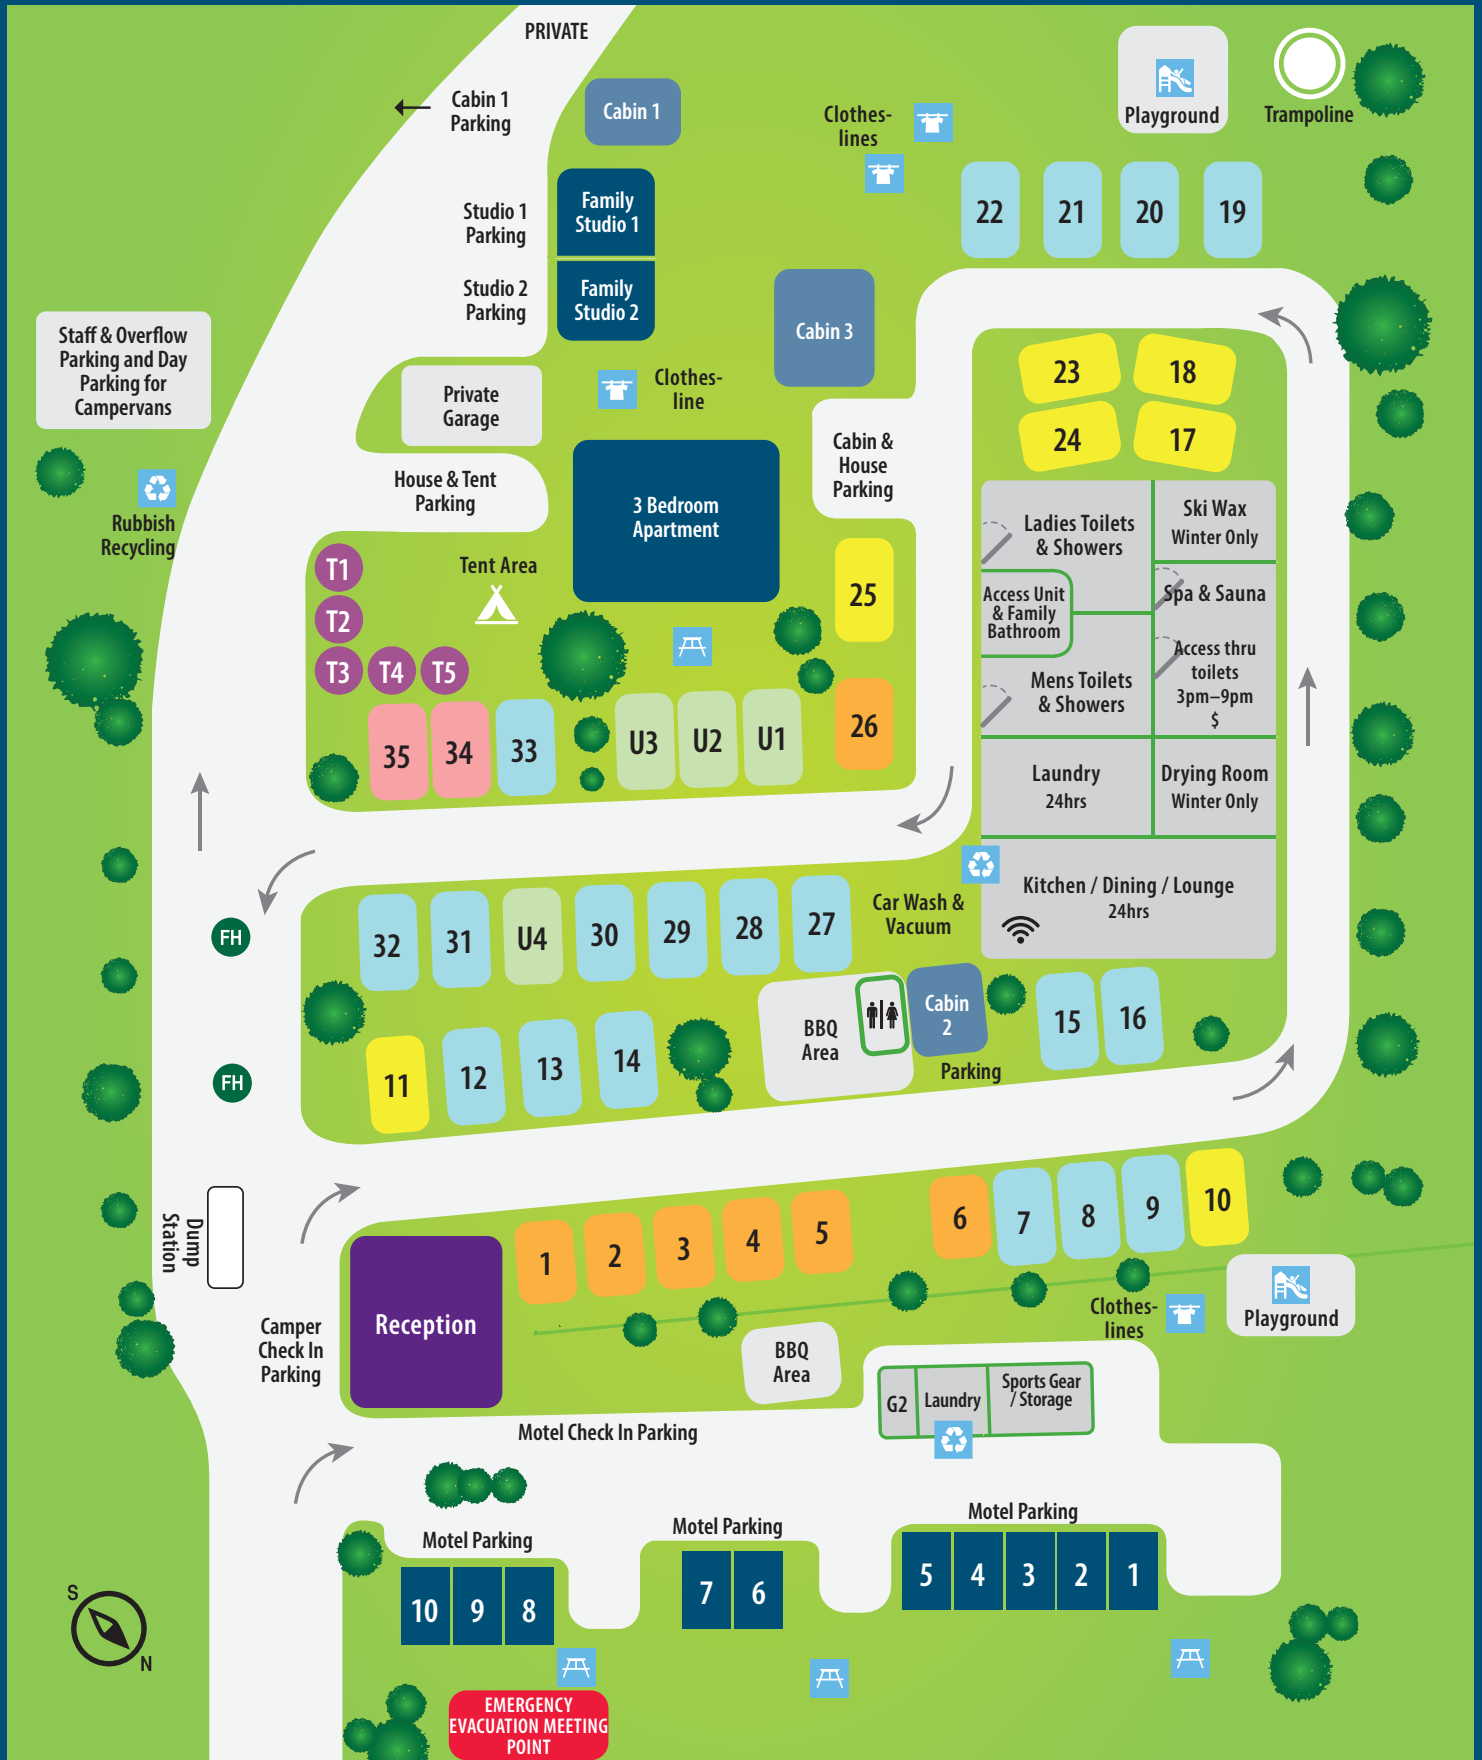 PRIVATE
Cabin 1
Parking
Cabin 1
Clothes-
lines
Playground
Trampoline
Studio 1
Parking
Family
Studio 1
22
21
20
19
Studio 2
Parking
Family
Studio 2
Cabin 3
Staff & Overflow
Parking and Day
Parking for
Campervans
Private
Garage
Clothes-
line
23
18
24
17
Cabin &
House
Parking
House & Tent
Parking
3 Bedroom
Apartment
Rubbish
Recycling
Ladies Toilets
& Showers
Ski Wax
Winter Only
T1
T2
T3
T4
T5
Tent Area
25
Access Unit
& Family
Bathroom
Spa & Sauna
Access thru
toilets
3pm–9pm
$
Mens Toilets
& Showers
35
34
33
U3
U2
U1
26
Laundry
24hrs
Drying Room
Winter Only
Kitchen / Dining / Lounge
24hrs
32
31
U4
30
29
28
27
Car Wash &
Vacuum
FH
BBQ
Area
Cabin
2
Parking
15
16
11
12
13
14
FH
Dump
Station
1
2
3
4
5
6
7
8
9
10
Reception
Camper
Check In
Parking
BBQ
Area
Clothes-
lines
Playground
G2
Laundry
Sports Gear
/ Storage
Motel Check In Parking
Motel Parking
Motel Parking
Motel Parking
10
9
8
7
6
5
4
3
2
1
S
N
EMERGENCY
EVACUATION MEETING
POINT